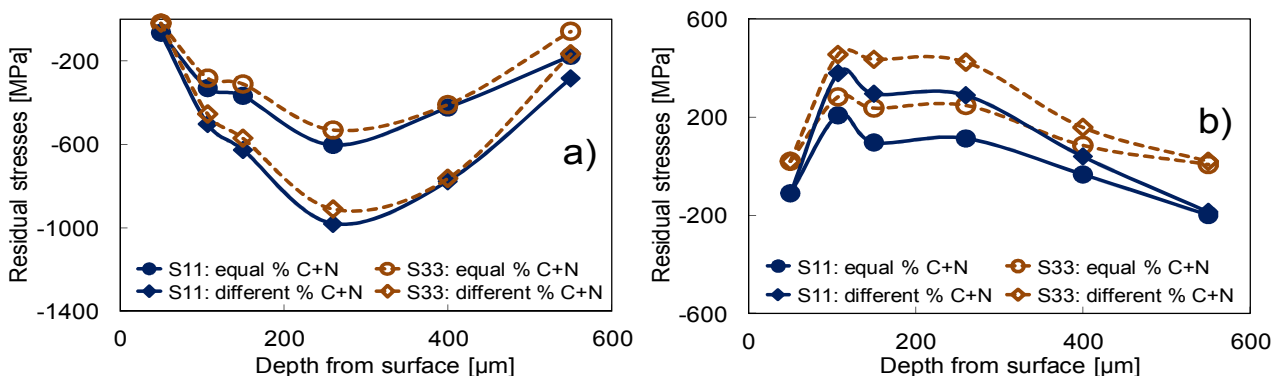 Residual stresses [MPa]
-200
-600
-1000
-1400
a)
S11: equal % C+N
S33: equal % C+N
S11: different % C+N
S33: different % C+N
0
200
400
600
Depth from surface [µm]
Residual stresses [MPa]
600
200
-200
-600
b)
S11: equal % C+N
S33: equal % C+N
S11: different % C+N
S33: different % C+N
0
200
400
600
Depth from surface [µm]